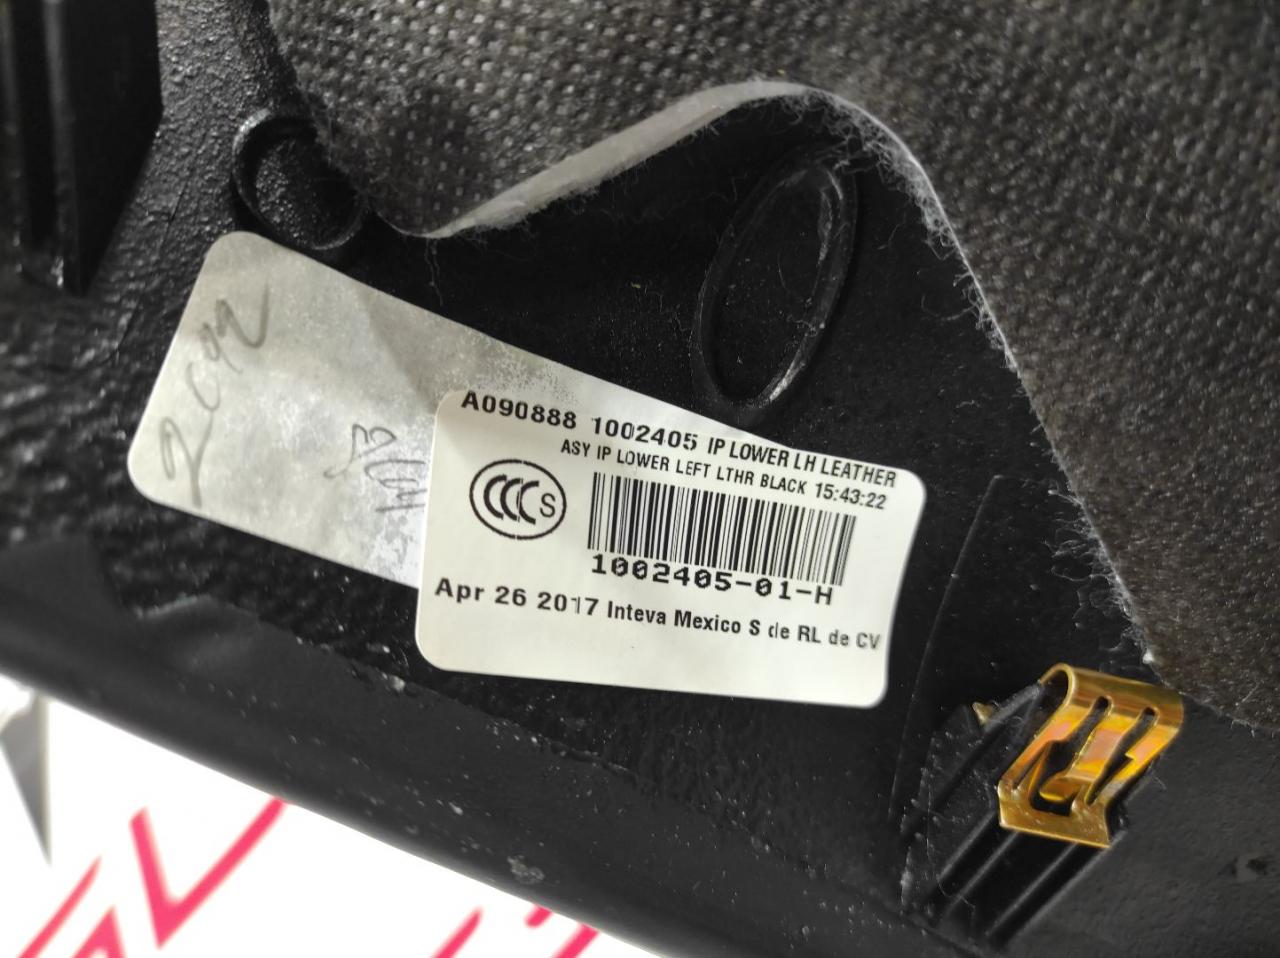 A090888 1002405 IP LOWER LH LEATHER
ASY IP LOWER LEFT LTHR BLACK 15:43:22
CCC S
1002405-01-H
Apr 26 2017 Inteva Mexico S de RL de CV